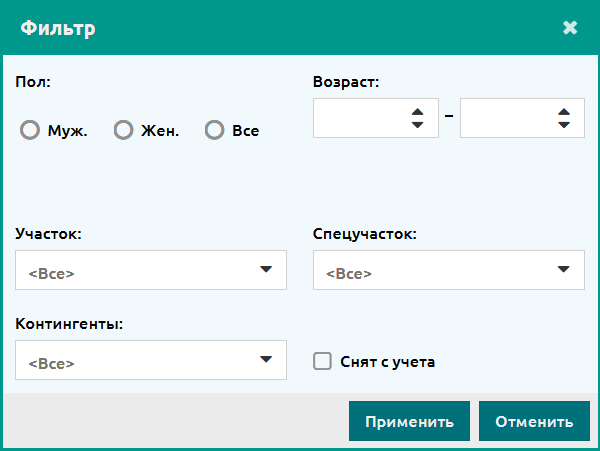 Фильтр
Пол:
Возраст:
Муж. Жен. Все
–
Участок:
Спецучасток:
<Все>
<Все>
Контингенты:
<Все>
Снят с учета
Применить
Отменить